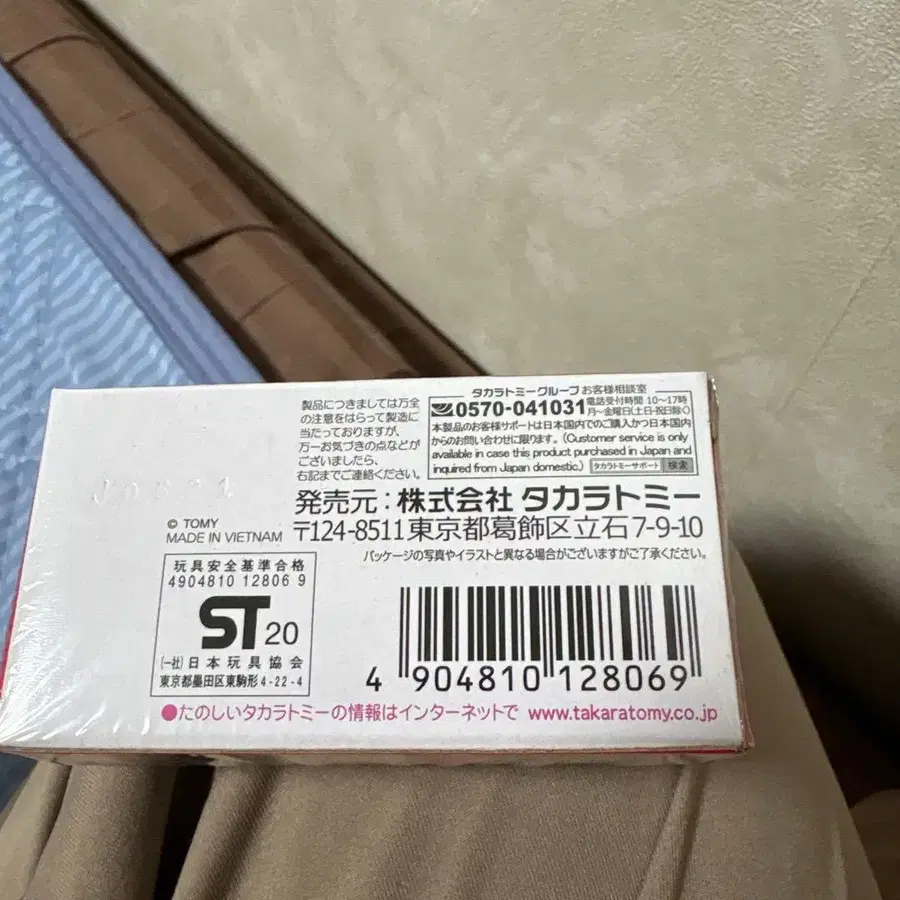 製品につきましては万全
の注意をはらって製造に
当たっておりますが、
万一お気づきの点などが
ございましたら、
右記までご連絡ください。
タカラトミーグループお客様相談室
0570-041031 電話受付時間 10〜17時
月〜金曜日(土日・祝日除く)
本製品のお客様サポートは日本国内でのご購入かつ日本国内
からのお問い合わせに限ります。(Customer service is only
available in case this product purchased in Japan and
inquired from Japan domestic.) タカラトミーサポート 検索
発売元:株式会社 タカラトミー
〒124-8511東京都葛飾区立石7-9-10
© TOMY
MADE IN VIETNAM
パッケージの写真やイラストと異なる場合がございますがご了承ください。
玩具安全基準合格
4904810 12806 9
ST 20
(一社)日本玩具協会
東京都墨田区東駒形4-22-4
4 904810 128069
●たのしいタカラトミーの情報はインターネットで www.takaratomy.co.jp